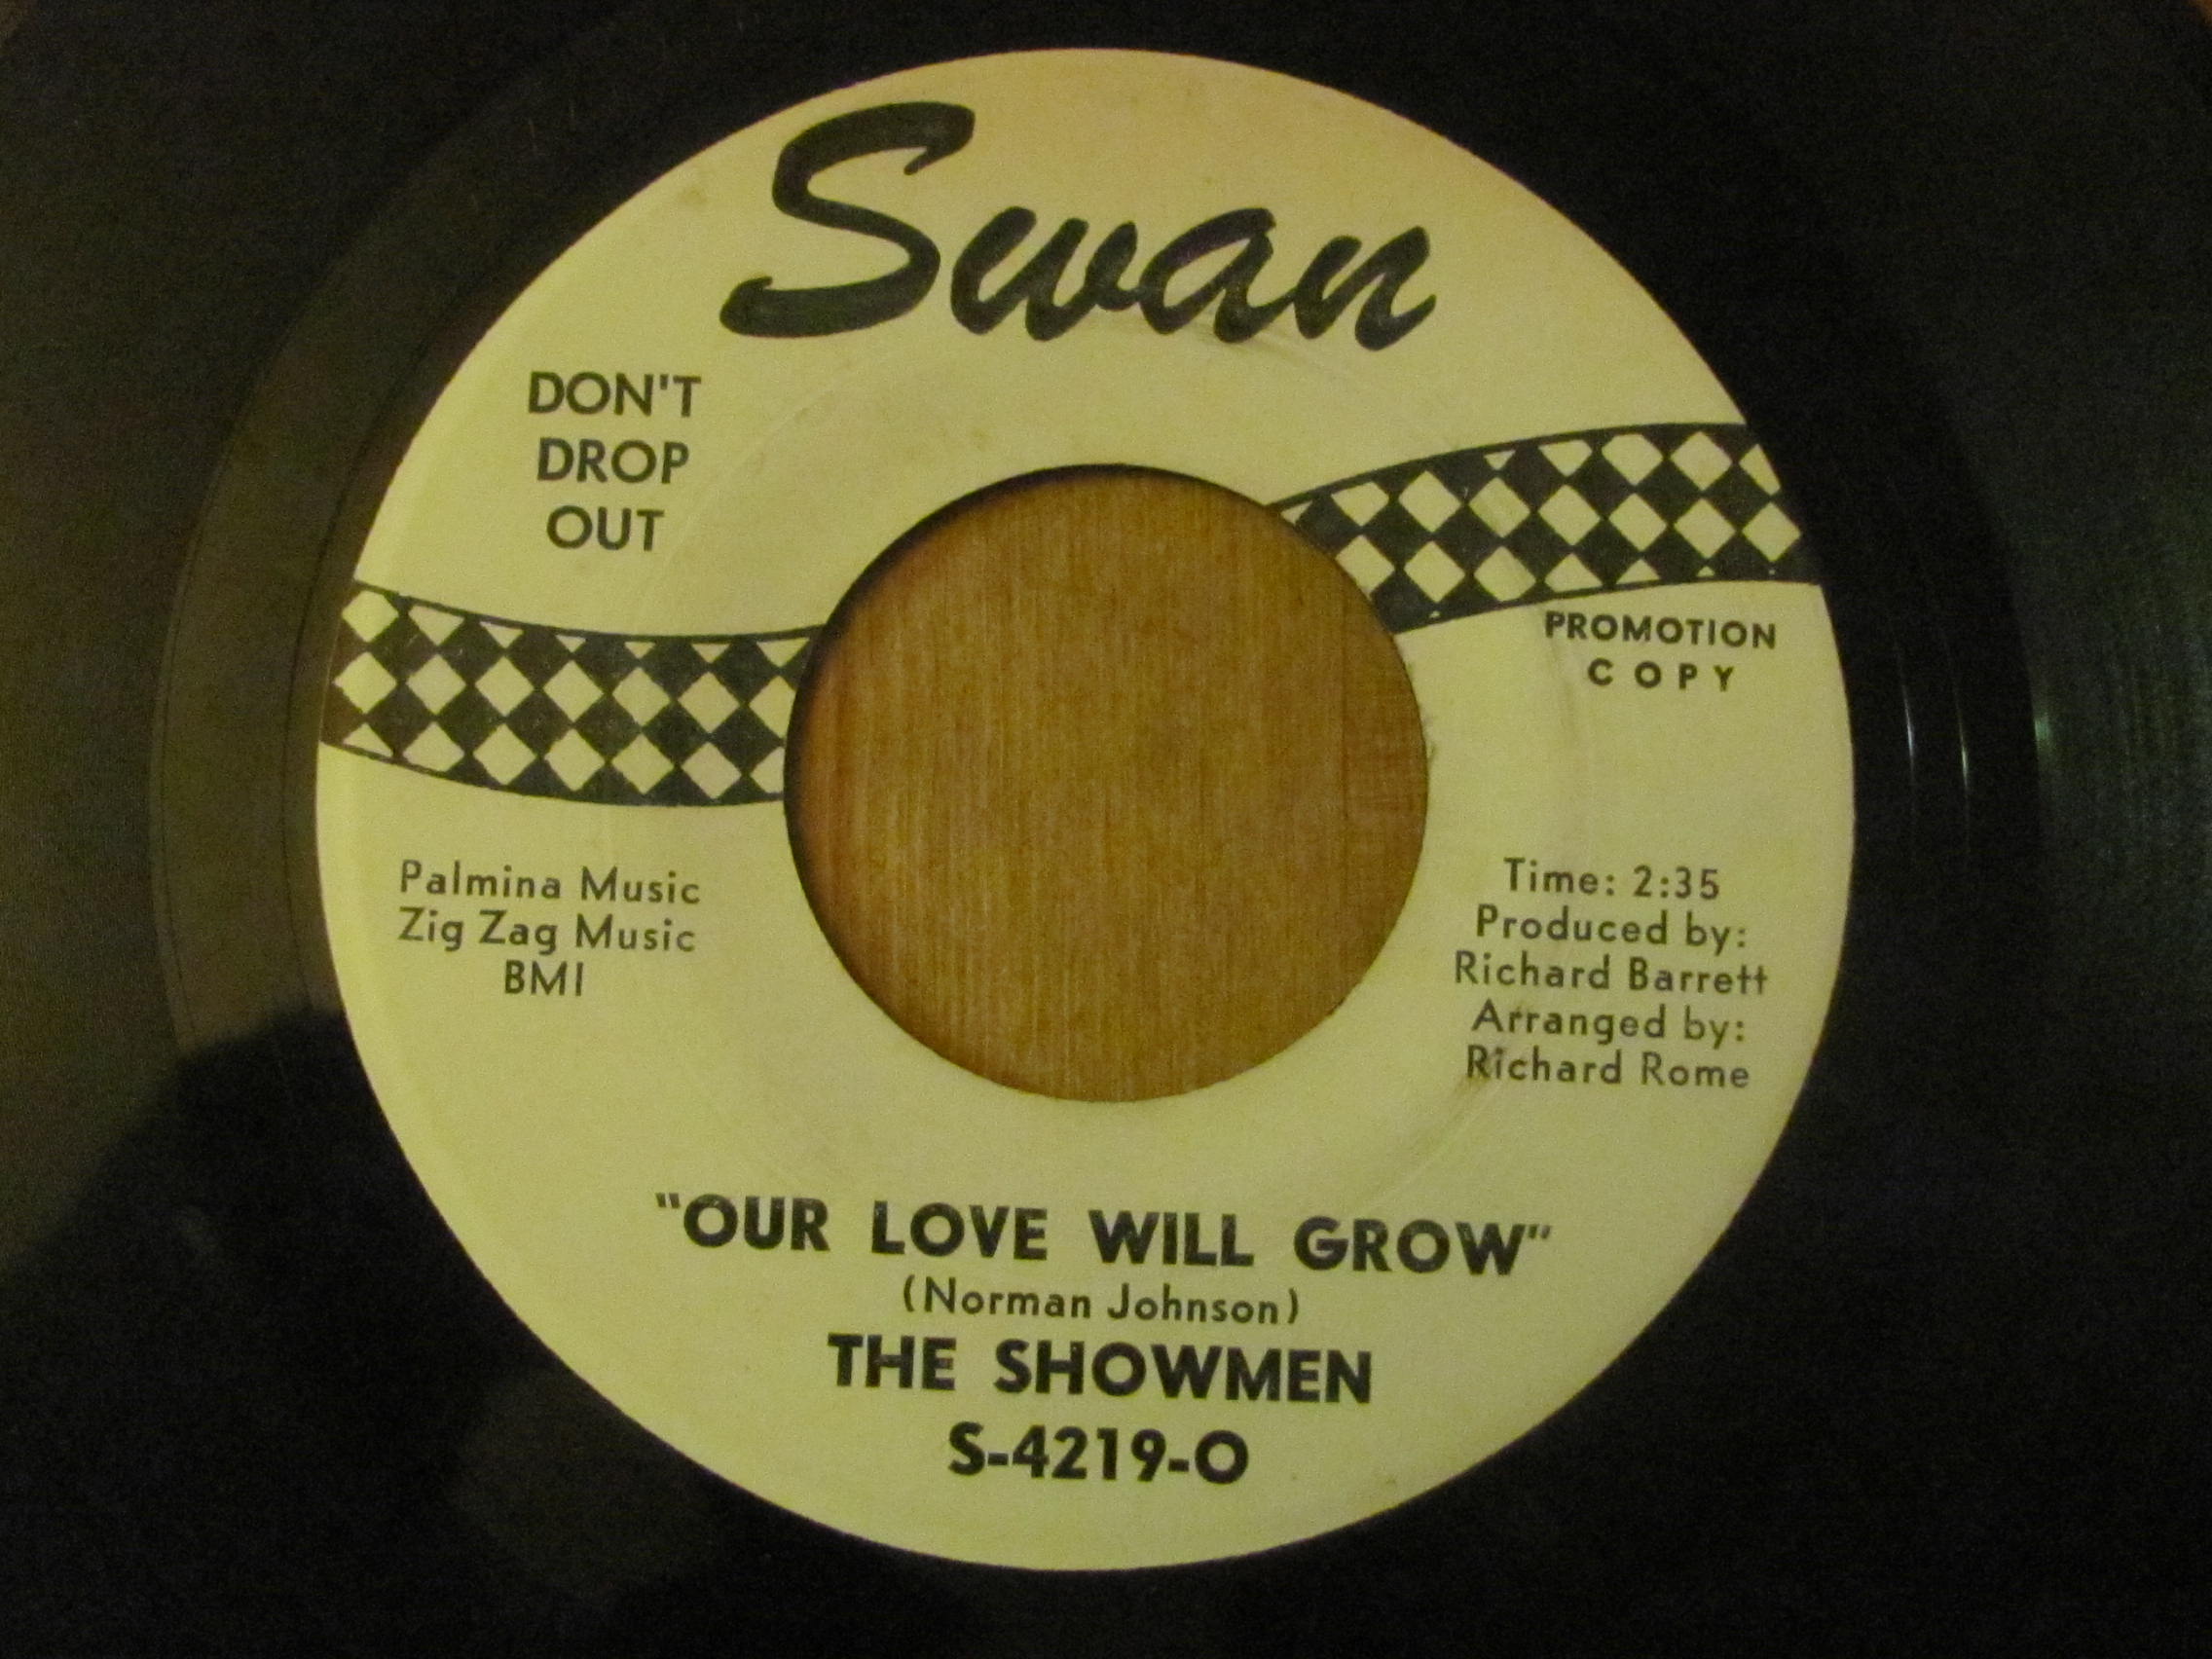 Swan
DON'T
DROP
OUT
PROMOTION
COPY
Palmina Music
Zig Zag Music
BMI
Time: 2:35
Produced by:
Richard Barrett
Arranged by:
Richard Rome
"OUR LOVE WILL GROW"
(Norman Johnson)
THE SHOWMEN
S-4219-O